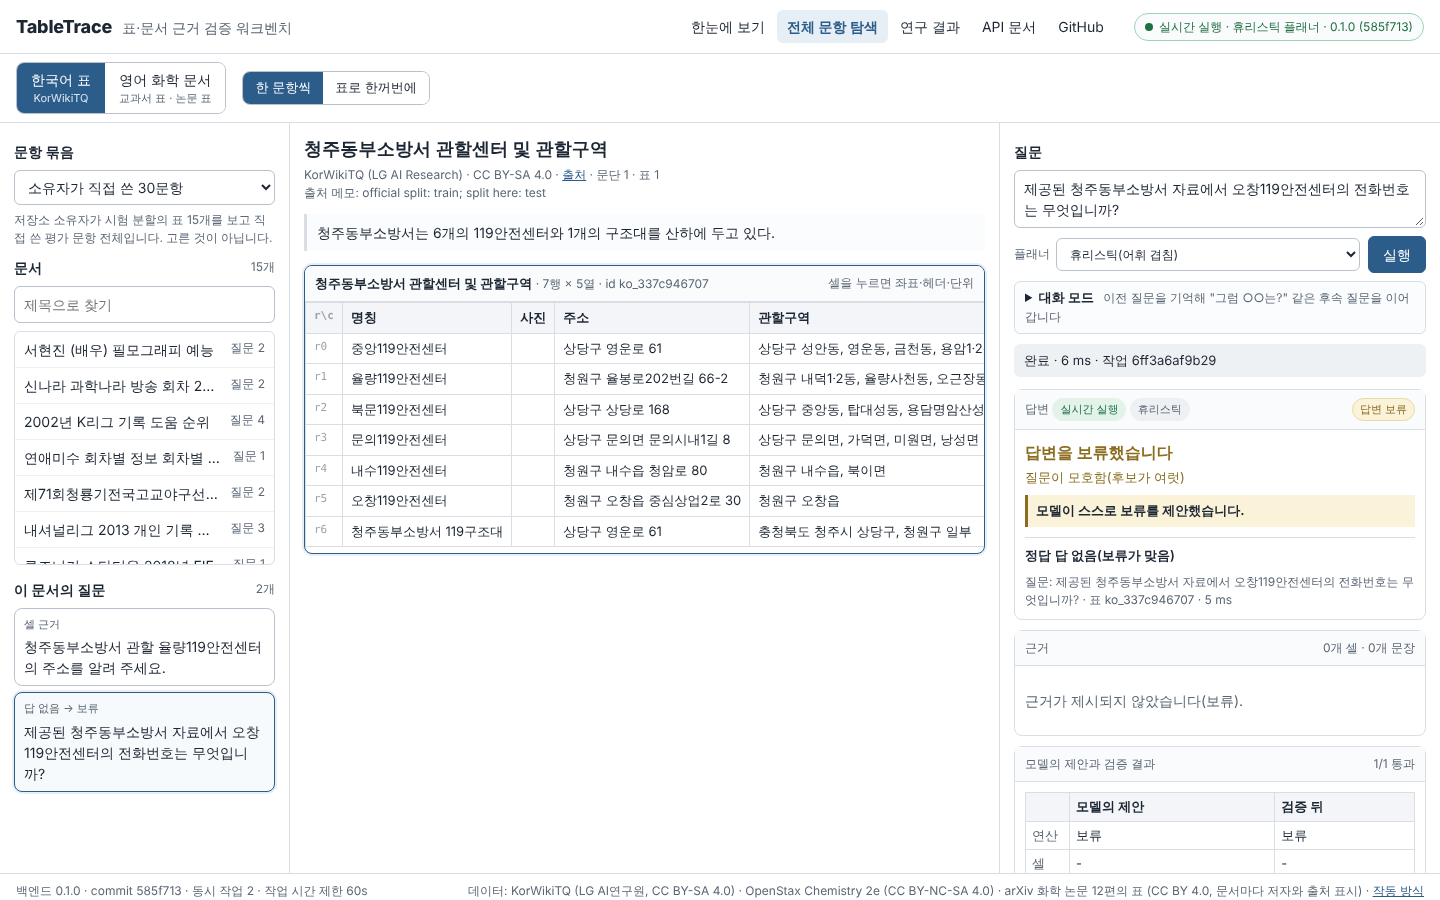 TableTrace 표·문서 근거 검증 워크벤치
한눈에 보기 전체 문항 탐색 연구 결과 API 문서 GitHub
실시간 실행 · 휴리스틱 플래너 · 0.1.0 (585f713)
한국어 표
KorWikiTQ
영어 화학 문서
교과서 표 · 논문 표
한 문항씩 표로 한꺼번에
문항 묶음
소유자가 직접 쓴 30문항
저장소 소유자가 시험 분할의 표 15개를 보고 직
접 쓴 평가 문항 전체입니다. 고른 것이 아닙니다.
문서 15개
제목으로 찾기
서현진 (배우) 필모그래피 예능 질문 2
신나라 과학나라 방송 회차 2... 질문 2
2002년 K리그 기록 도움 순위 질문 4
연애미수 회차별 정보 회차별 ... 질문 1
제71회청룡기전국고교야구선... 질문 2
내셔널리그 2013 개인 기록 ... 질문 3
이 문서의 질문 2개
셀 근거
청주동부소방서 관할 율량119안전센터
의 주소를 알려 주세요.
답 없음 → 보류
제공된 청주동부소방서 자료에서 오창
119안전센터의 전화번호는 무엇입니
까?
청주동부소방서 관할센터 및 관할구역
KorWikiTQ (LG AI Research) · CC BY-SA 4.0 · 출처 · 문단 1 · 표 1
출처 메모: official split: train; split here: test
청주동부소방서는 6개의 119안전센터와 1개의 구조대를 산하에 두고 있다.
청주동부소방서 관할센터 및 관할구역 · 7행 × 5열 · id ko_337c946707 셀을 누르면 좌표·헤더·단위
r\c 명칭 사진 주소 관할구역
r0 중앙119안전센터 상당구 영운로 61 상당구 성안동, 영운동, 금천동, 용암1·2
r1 율량119안전센터 청원구 율봉로202번길 66-2 청원구 내덕1·2동, 율량사천동, 오근장동
r2 북문119안전센터 상당구 상당로 168 상당구 중앙동, 탑대성동, 용담명암산성
r3 문의119안전센터 상당구 문의면 문의시내1길 8 상당구 문의면, 가덕면, 미원면, 낭성면
r4 내수119안전센터 청원구 내수읍 청암로 80 청원구 내수읍, 북이면
r5 오창119안전센터 청원구 오창읍 중심상업2로 30 청원구 오창읍
r6 청주동부소방서 119구조대 상당구 영운로 61 충청북도 청주시 상당구, 청원구 일부
질문
제공된 청주동부소방서 자료에서 오창119안전센터의 전화번호
는 무엇입니까?
플래너 휴리스틱(어휘 겹침) 실행
▶ 대화 모드 이전 질문을 기억해 "그럼 ○○는?" 같은 후속 질문을 이어
갑니다
완료 · 6 ms · 작업 6ff3a6af9b29
답변 실시간 실행 휴리스틱 답변 보류
답변을 보류했습니다
질문이 모호함(후보가 여럿)
모델이 스스로 보류를 제안했습니다.
정답 답 없음(보류가 맞음)
질문: 제공된 청주동부소방서 자료에서 오창119안전센터의 전화번호는 무
엇입니까? · 표 ko_337c946707 · 5 ms
근거 0개 셀 · 0개 문장
근거가 제시되지 않았습니다(보류).
모델의 제안과 검증 결과 1/1 통과
모델의 제안 검증 뒤
연산 보류 보류
셀 - -
백엔드 0.1.0 · commit 585f713 · 동시 작업 2 · 작업 시간 제한 60s
데이터: KorWikiTQ (LG AI연구원, CC BY-SA 4.0) · OpenStax Chemistry 2e (CC BY-NC-SA 4.0) · arXiv 화학 논문 12편의 표 (CC BY 4.0, 문서마다 저자와 출처 표시) · 작동 방식